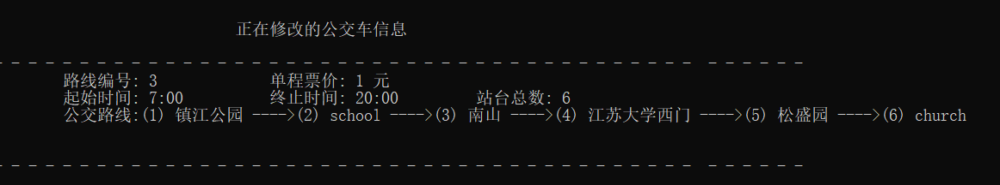 正在修改的公交车信息
- - - - - - - - - - - - - - - - - - - - - - - - - - - - - - - - - - - - - - - - - - - - - - - - - -
路线编号: 3 单程票价: 1 元
起始时间: 7:00 终止时间: 20:00 站台总数: 6
公交路线:(1) 镇江公园 ---->(2) school ---->(3) 南山 ---->(4) 江苏大学西门 ---->(5) 松盛园 ---->(6) church
- - - - - - - - - - - - - - - - - - - - - - - - - - - - - - - - - - - - - - - - - - - - - - - - - -